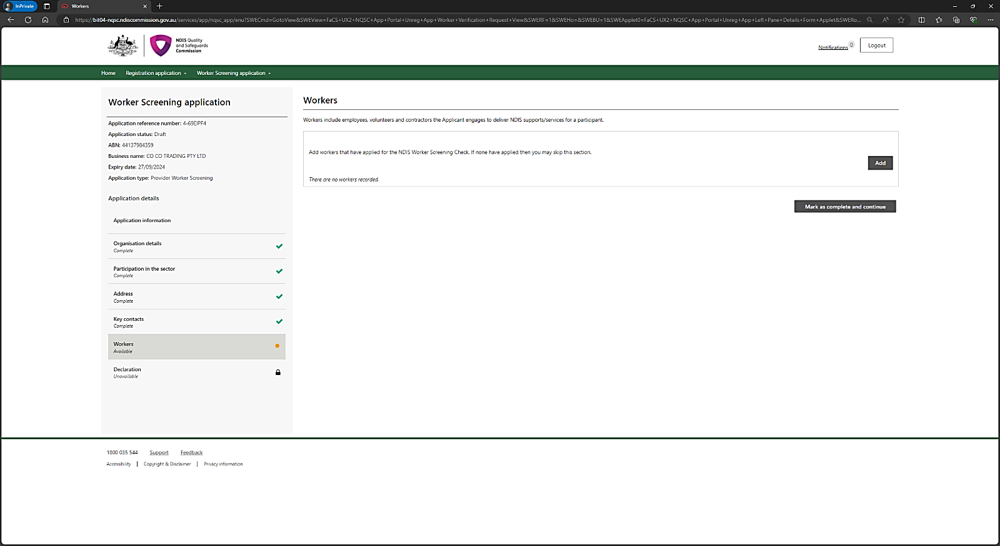 InPrivate
Workers
https://bit04-nqsc.ndiscommission.gov.au/services/app/nqsc_app/enu?SWECmd=GotoView&SWEView=FaCS+UX2+NQSC+App+Portal+Unreg+App+Worker+Verification+Request+View&SWERF=1&SWEHo=&SWEBU=1&SWEApplet0=FaCS+UX2+NQSC+App+Portal+Unreg+App+Left+Pane+Details+Form+Applet&SWERo...
NDIS Quality
and Safeguards
Commission
Notifications 0
Logout
Home
Registration application
Worker Screening application
Worker Screening application
Application reference number: 4-69EIPF4
Application status: Draft
ABN: 44137984359
Business name: CO CO TRADING PTY LTD
Expiry date: 27/09/2024
Application type: Provider Worker Screening
Application details
Application information
Organisation details
Complete
Participation in the sector
Complete
Address
Complete
Key contacts
Complete
Workers
Available
Declaration
Unavailable
Workers
Workers include employees, volunteers and contractors the Applicant engages to deliver NDIS supports/services for a participant.
Add workers that have applied for the NDIS Worker Screening Check. If none have applied then you may skip this section.
Add
There are no workers recorded.
Mark as complete and continue
1800 035 544
Support
Feedback
Accessibility
Copyright & Disclaimer
Privacy information